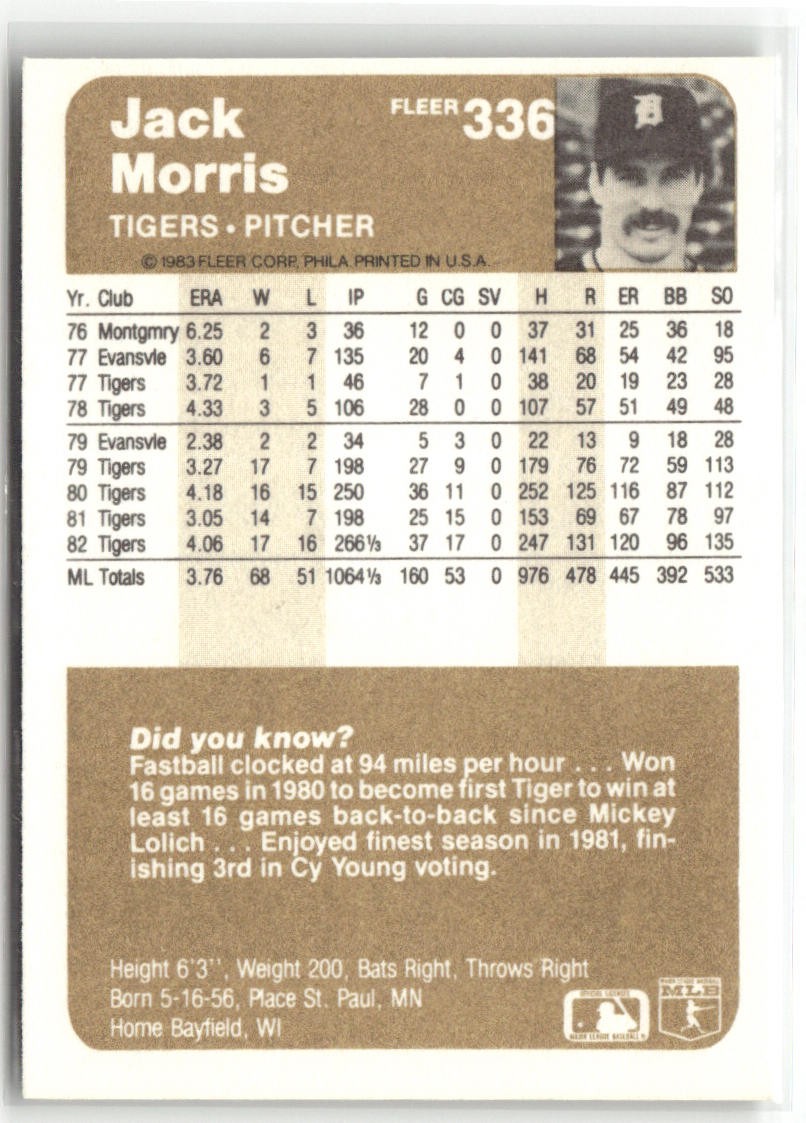 Jack
Morris
FLEER 336
TIGERS • PITCHER
© 1983 FLEER CORP, PHILA. PRINTED IN U.S.A.
Yr. Club ERA W L IP G CG SV H R ER BB SO
76 Montgmry 6.25 2 3 36 12 0 0 37 31 25 36 18
77 Evansvle 3.60 6 7 135 20 4 0 141 68 54 42 95
77 Tigers 3.72 1 1 46 7 1 0 38 20 19 23 28
78 Tigers 4.33 3 5 106 28 0 0 107 57 51 49 48
79 Evansvle 2.38 2 2 34 5 3 0 22 13 9 18 28
79 Tigers 3.27 17 7 198 27 9 0 179 76 72 59 113
80 Tigers 4.18 16 15 250 36 11 0 252 125 116 87 112
81 Tigers 3.05 14 7 198 25 15 0 153 69 67 78 97
82 Tigers 4.06 17 16 266⅓ 37 17 0 247 131 120 96 135
ML Totals 3.76 68 51 1064⅓ 160 53 0 976 478 445 392 533
Did you know?
Fastball clocked at 94 miles per hour . . . Won
16 games in 1980 to become first Tiger to win at
least 16 games back-to-back since Mickey
Lolich . . . Enjoyed finest season in 1981, fin-
ishing 3rd in Cy Young voting.
Height 6'3'', Weight 200, Bats Right, Throws Right
Born 5-16-56, Place St. Paul, MN
Home Bayfield, WI
OFFICIAL LICENSEE
MAJOR LEAGUE BASEBALL
MLB